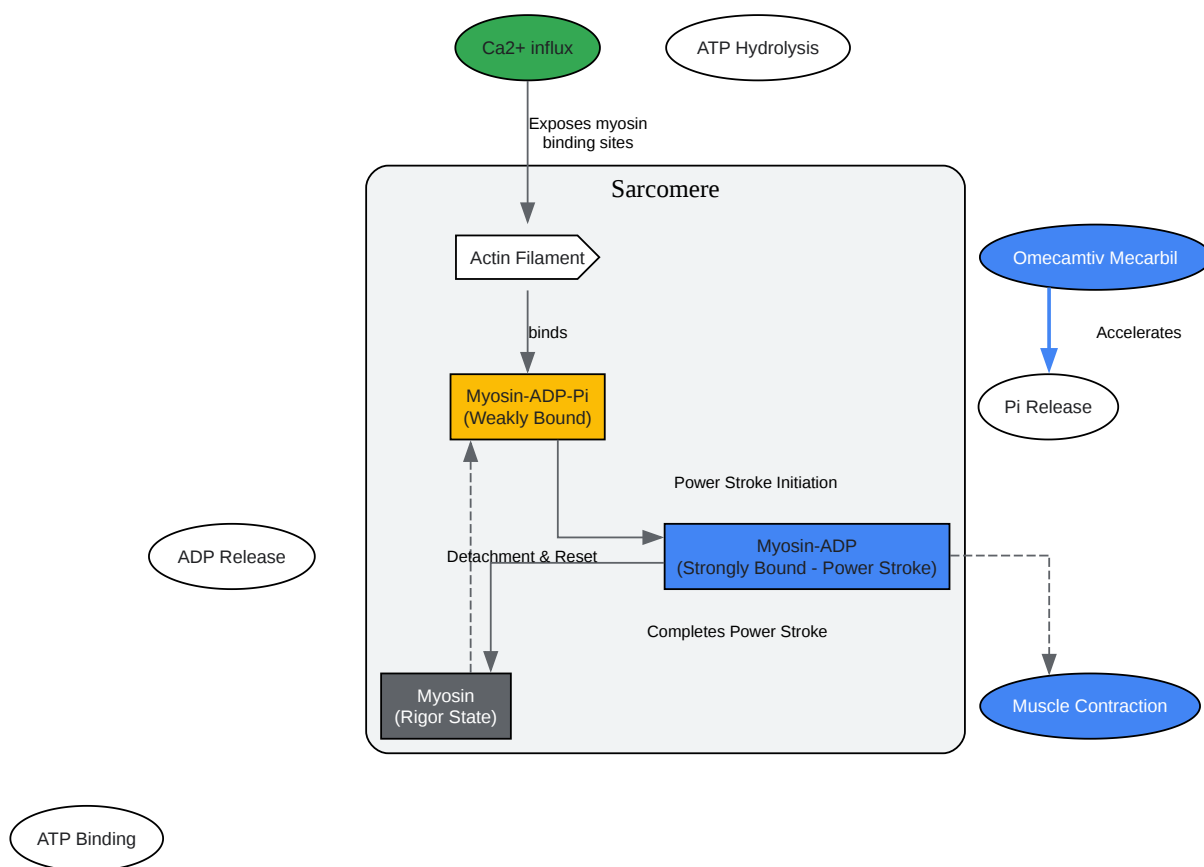 Ca2+ influx
ATP Hydrolysis
Exposes myosin
binding sites
Sarcomere
Actin Filament
Omecamtiv Mecarbil
binds
Accelerates
Myosin-ADP-Pi
(Weakly Bound)
Pi Release
Power Stroke Initiation
ADP Release
Detachment & Reset
Myosin-ADP
(Strongly Bound - Power Stroke)
Completes Power Stroke
Myosin
(Rigor State)
Muscle Contraction
ATP Binding